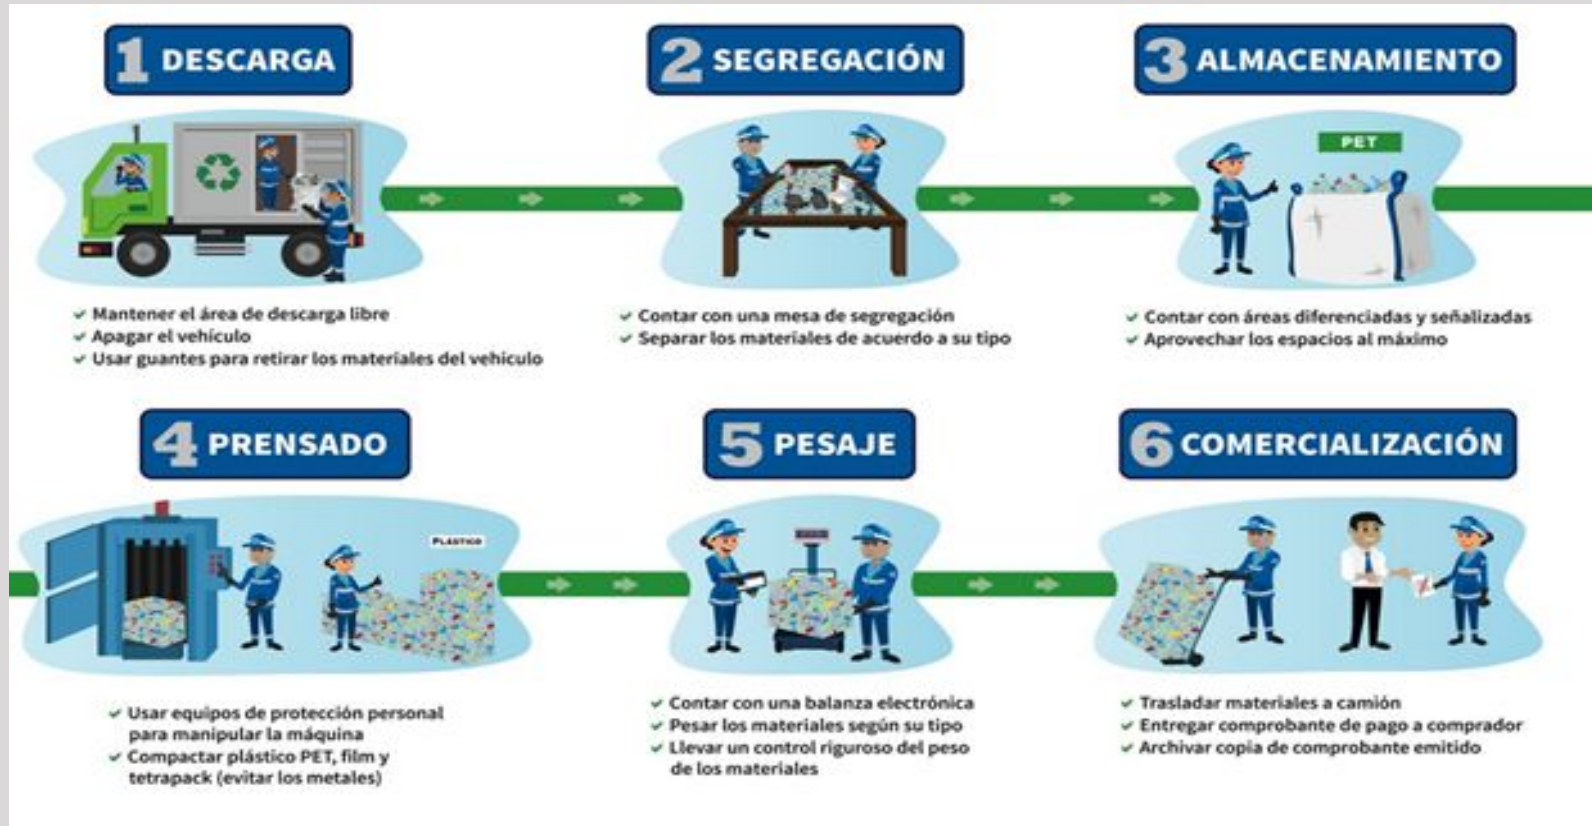 1 DESCARGA
2 SEGREGACIÓN
3 ALMACENAMIENTO
PET
✓ Mantener el área de descarga libre
✓ Apagar el vehículo
✓ Usar guantes para retirar los materiales del vehículo
✓ Contar con una mesa de segregación
✓ Separar los materiales de acuerdo a su tipo
✓ Contar con áreas diferenciadas y señalizadas
✓ Aprovechar los espacios al máximo
4 PRENSADO
5 PESAJE
6 COMERCIALIZACIÓN
PLÁSTICO
✓ Usar equipos de protección personal
para manipular la máquina
✓ Compactar plástico PET, film y
tetrapack (evitar los metales)
✓ Contar con una balanza electrónica
✓ Pesar los materiales según su tipo
✓ Llevar un control riguroso del peso
de los materiales
✓ Trasladar materiales a camión
✓ Entregar comprobante de pago a comprador
✓ Archivar copia de comprobante emitido